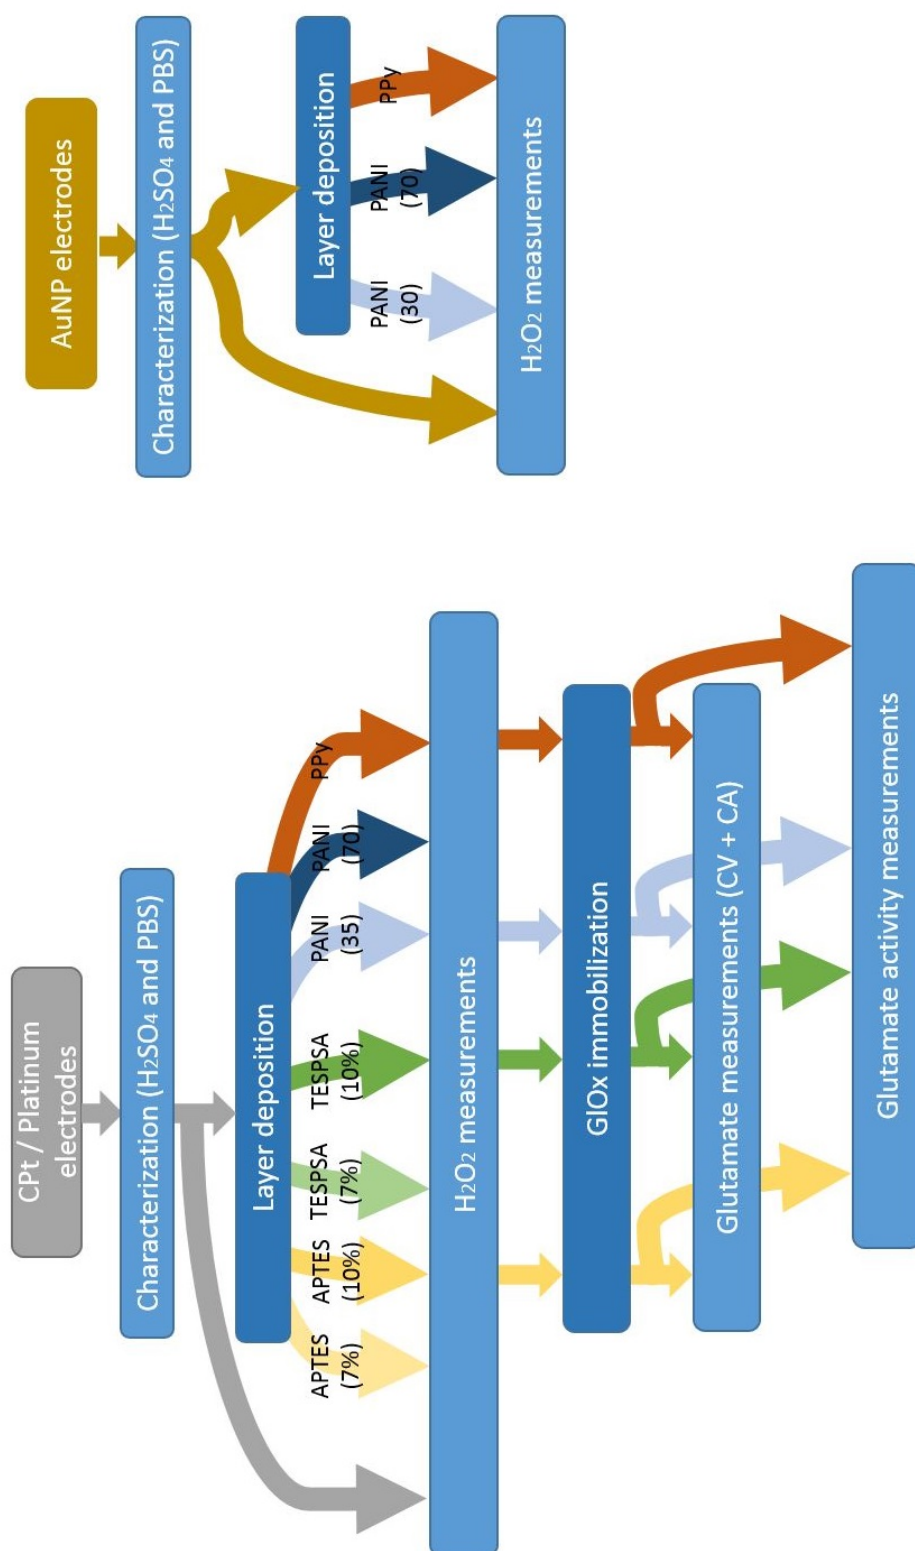 CPt / Platinum
electrodes
Characterization (H₂SO₄ and PBS)
Layer deposition
APTES
(7%)
APTES
(10%)
TESPSA
(7%)
TESPSA
(10%)
PANI
(35)
PANI
(70)
PPy
H₂O₂ measurements
GlOx immobilization
Glutamate measurements (CV + CA)
Glutamate activity measurements
AuNP electrodes
Characterization (H₂SO₄ and PBS)
Layer deposition
PANI
(30)
PANI
(70)
PPy
H₂O₂ measurements